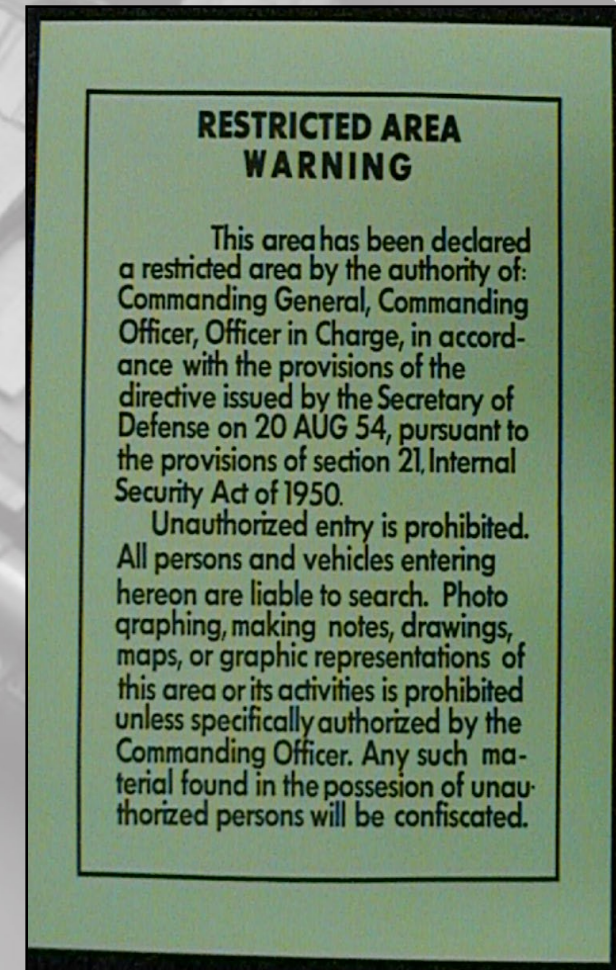 RESTRICTED AREA
WARNING
This area has been declared
a restricted area by the authority of:
Commanding General, Commanding
Officer, Officer in Charge, in accord-
ance with the provisions of the
directive issued by the Secretary of
Defense on 20 AUG 54, pursuant to
the provisions of section 21, Internal
Security Act of 1950.
Unauthorized entry is prohibited.
All persons and vehicles entering
hereon are liable to search. Photo
graphing, making notes, drawings,
maps, or graphic representations of
this area or its activities is prohibited
unless specifically authorized by the
Commanding Officer. Any such ma-
terial found in the possesion of unau-
thorized persons will be confiscated.